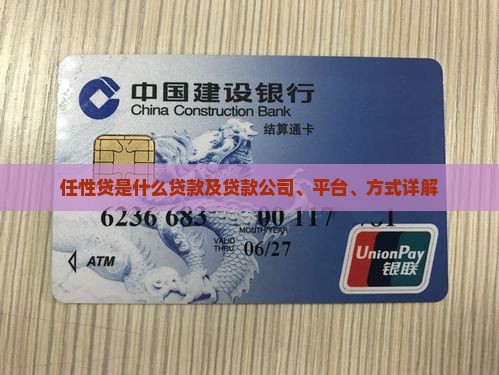 中国建设银行
China Construction Bank
结算通卡
任性贷是什么贷款及贷款公司、平台、方式详解
6236 683
MONTH/YEAR
VALID THRU 06/27
ATM
UnionPay
银联